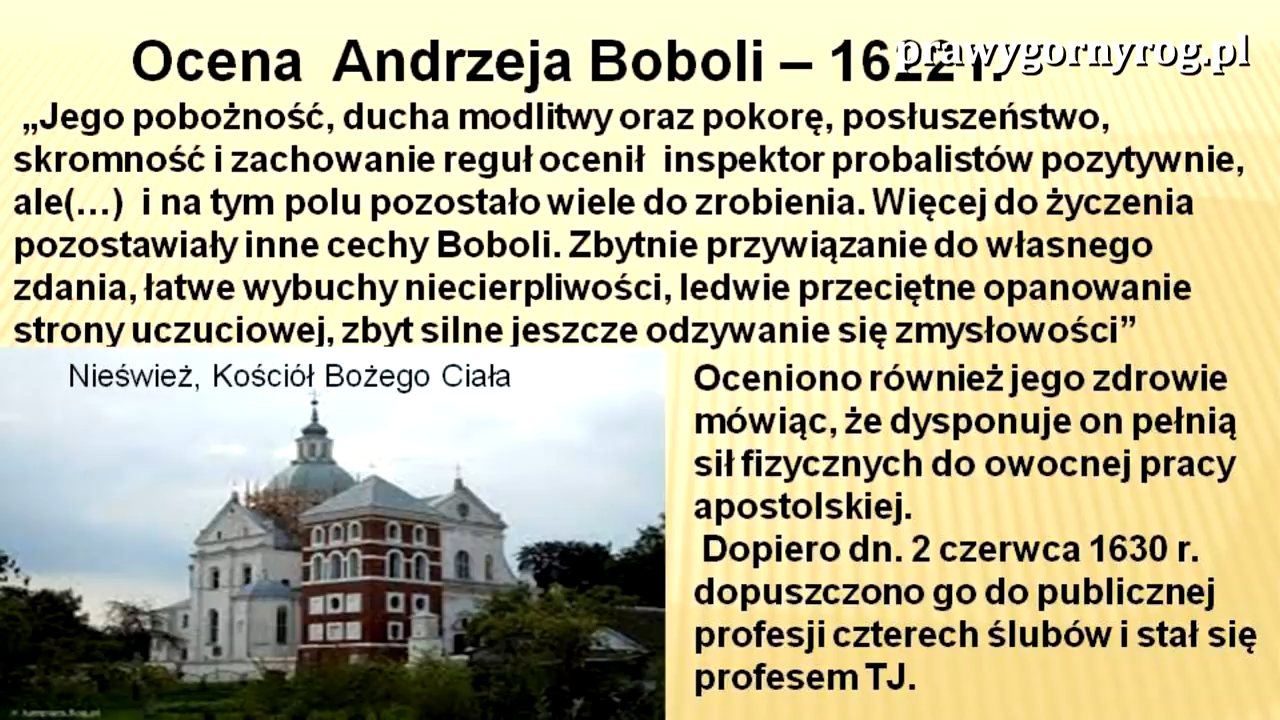 prawygornyrog.pl
Ocena Andrzeja Boboli – 1622 r.
„Jego pobożność, ducha modlitwy oraz pokorę, posłuszeństwo,
skromność i zachowanie reguł ocenił inspektor probalistów pozytywnie,
ale(...) i na tym polu pozostało wiele do zrobienia. Więcej do życzenia
pozostawiały inne cechy Boboli. Zbytnie przywiązanie do własnego
zdania, łatwe wybuchy niecierpliwości, ledwie przeciętne opanowanie
strony uczuciowej, zbyt silne jeszcze odzywanie się zmysłowości”
Nieśwież, Kościół Bożego Ciała
Oceniono również jego zdrowie
mówiąc, że dysponuje on pełnią
sił fizycznych do owocnej pracy
apostolskiej.
Dopiero dn. 2 czerwca 1630 r.
dopuszczono go do publicznej
profesji czterech ślubów i stał się
profesem TJ.